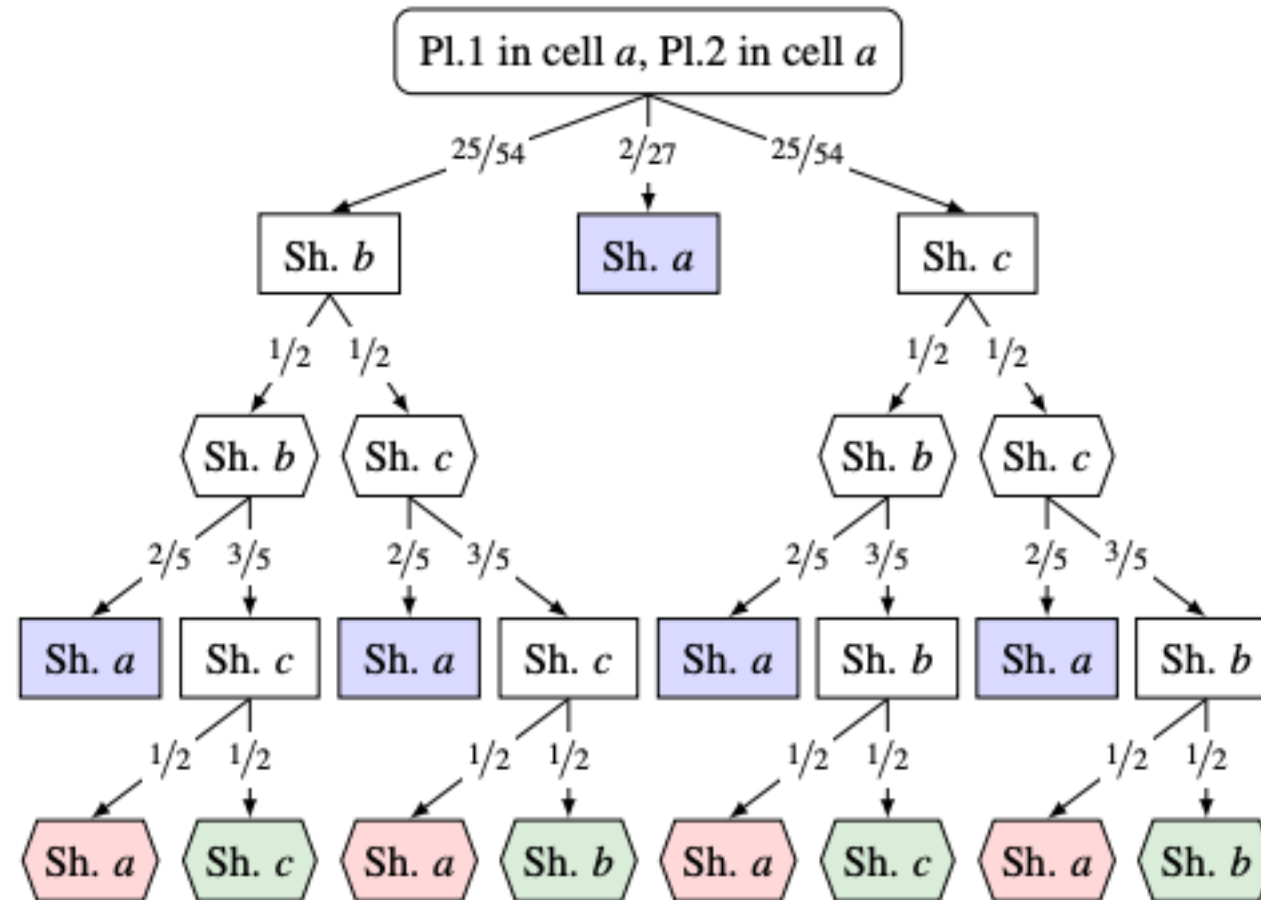 Pl.1 in cell a, Pl.2 in cell a
25/54 2/27 25/54
Sh. b Sh. a Sh. c
1/2 1/2 1/2 1/2
Sh. b Sh. c Sh. b Sh. c
2/5 3/5 2/5 3/5 2/5 3/5 2/5 3/5
Sh. a Sh. c Sh. a Sh. c Sh. a Sh. b Sh. a Sh. b
1/2 1/2 1/2 1/2 1/2 1/2 1/2 1/2
Sh. a Sh. c Sh. a Sh. b Sh. a Sh. c Sh. a Sh. b